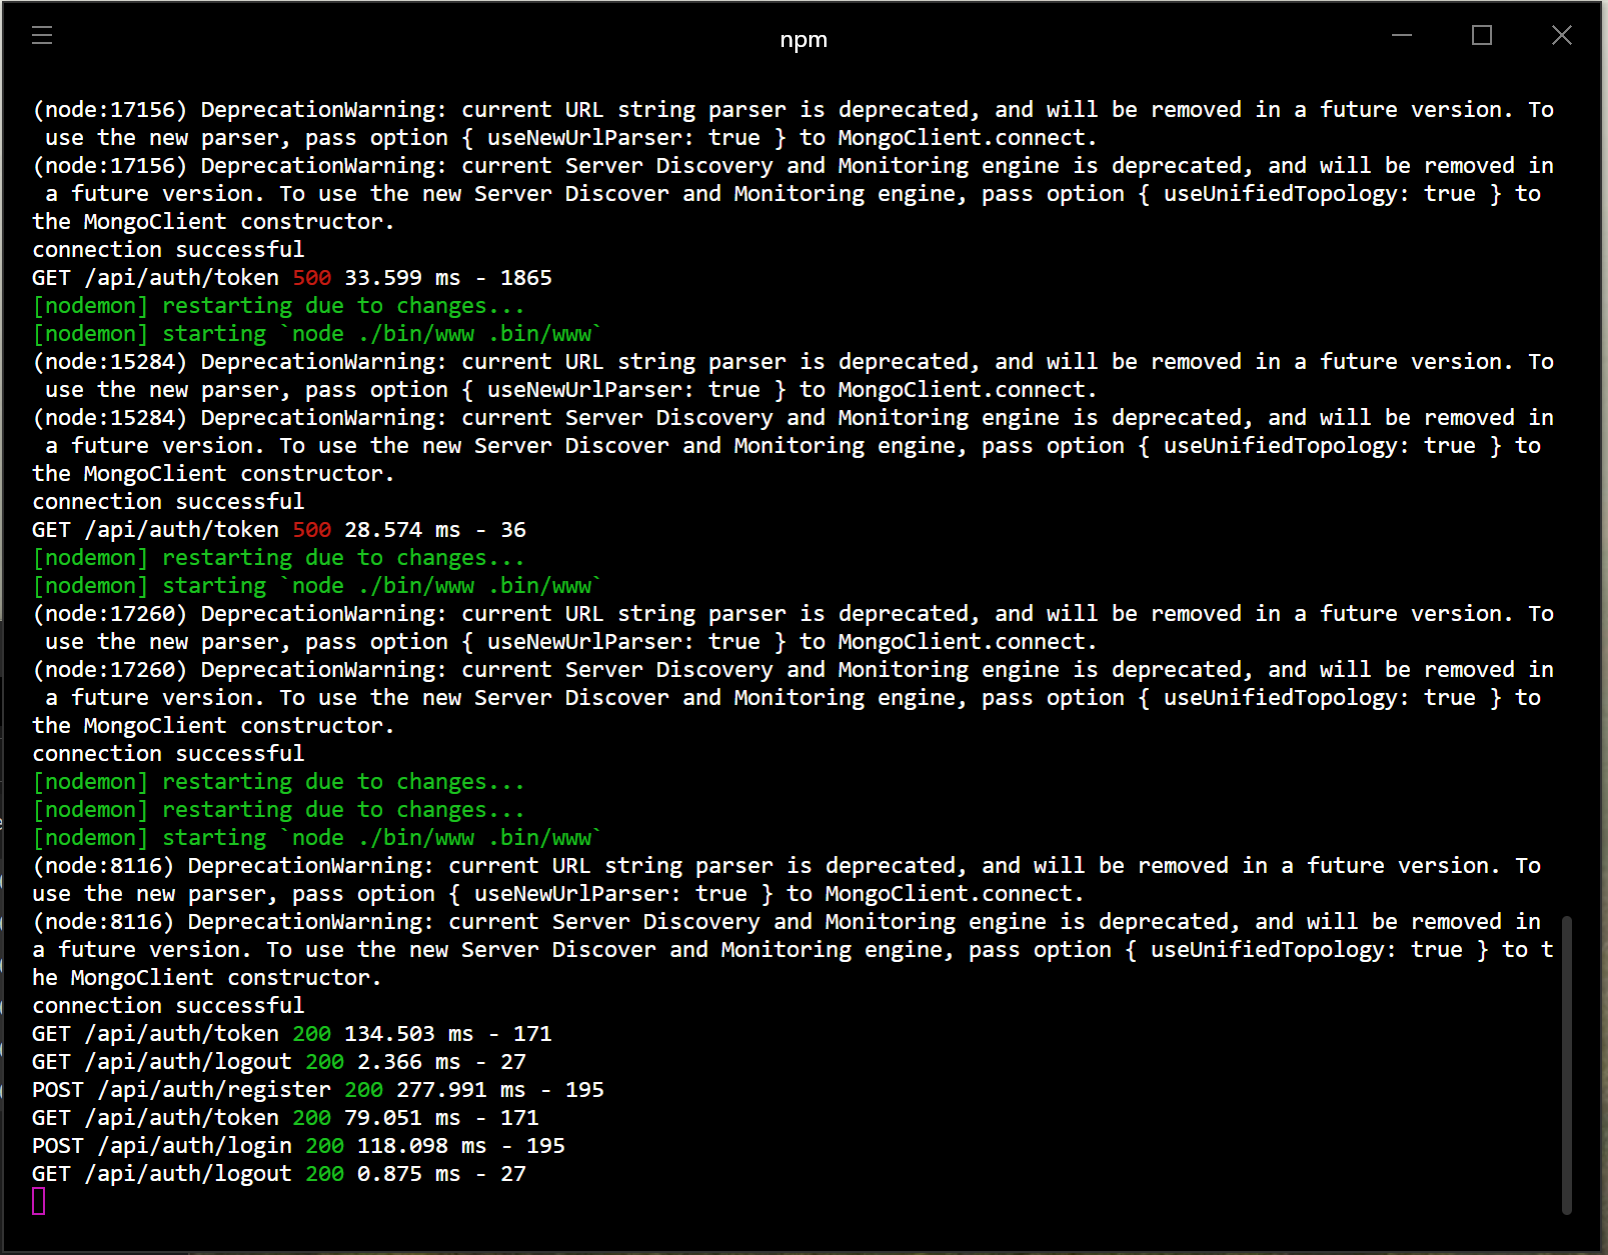 npm
(node:17156) DeprecationWarning: current URL string parser is deprecated, and will be removed in a future version. To
use the new parser, pass option { useNewUrlParser: true } to MongoClient.connect.
(node:17156) DeprecationWarning: current Server Discovery and Monitoring engine is deprecated, and will be removed in
a future version. To use the new Server Discover and Monitoring engine, pass option { useUnifiedTopology: true } to
the MongoClient constructor.
connection successful
GET /api/auth/token 500 33.599 ms - 1865
[nodemon] restarting due to changes...
[nodemon] starting `node ./bin/www .bin/www`
(node:15284) DeprecationWarning: current URL string parser is deprecated, and will be removed in a future version. To
use the new parser, pass option { useNewUrlParser: true } to MongoClient.connect.
(node:15284) DeprecationWarning: current Server Discovery and Monitoring engine is deprecated, and will be removed in
a future version. To use the new Server Discover and Monitoring engine, pass option { useUnifiedTopology: true } to
the MongoClient constructor.
connection successful
GET /api/auth/token 500 28.574 ms - 36
[nodemon] restarting due to changes...
[nodemon] starting `node ./bin/www .bin/www`
(node:17260) DeprecationWarning: current URL string parser is deprecated, and will be removed in a future version. To
use the new parser, pass option { useNewUrlParser: true } to MongoClient.connect.
(node:17260) DeprecationWarning: current Server Discovery and Monitoring engine is deprecated, and will be removed in
a future version. To use the new Server Discover and Monitoring engine, pass option { useUnifiedTopology: true } to
the MongoClient constructor.
connection successful
[nodemon] restarting due to changes...
[nodemon] restarting due to changes...
[nodemon] starting `node ./bin/www .bin/www`
(node:8116) DeprecationWarning: current URL string parser is deprecated, and will be removed in a future version. To
use the new parser, pass option { useNewUrlParser: true } to MongoClient.connect.
(node:8116) DeprecationWarning: current Server Discovery and Monitoring engine is deprecated, and will be removed in
a future version. To use the new Server Discover and Monitoring engine, pass option { useUnifiedTopology: true } to t
he MongoClient constructor.
connection successful
GET /api/auth/token 200 134.503 ms - 171
GET /api/auth/logout 200 2.366 ms - 27
POST /api/auth/register 200 277.991 ms - 195
GET /api/auth/token 200 79.051 ms - 171
POST /api/auth/login 200 118.098 ms - 195
GET /api/auth/logout 200 0.875 ms - 27